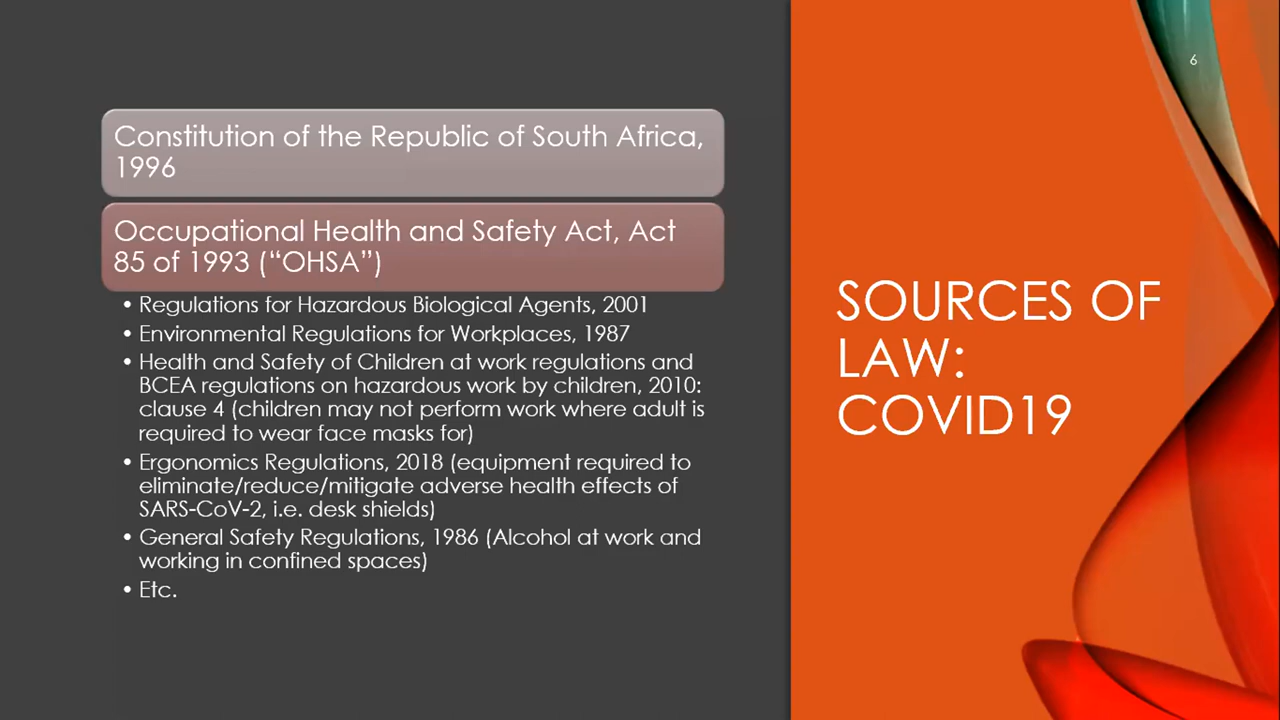 6
Constitution of the Republic of South Africa,
1996
Occupational Health and Safety Act, Act
85 of 1993 (“OHSA”)
• Regulations for Hazardous Biological Agents, 2001
• Environmental Regulations for Workplaces, 1987
• Health and Safety of Children at work regulations and
BCEA regulations on hazardous work by children, 2010:
clause 4 (children may not perform work where adult is
required to wear face masks for)
• Ergonomics Regulations, 2018 (equipment required to
eliminate/reduce/mitigate adverse health effects of
SARS-CoV-2, i.e. desk shields)
• General Safety Regulations, 1986 (Alcohol at work and
working in confined spaces)
• Etc.
SOURCES OF
LAW:
COVID19